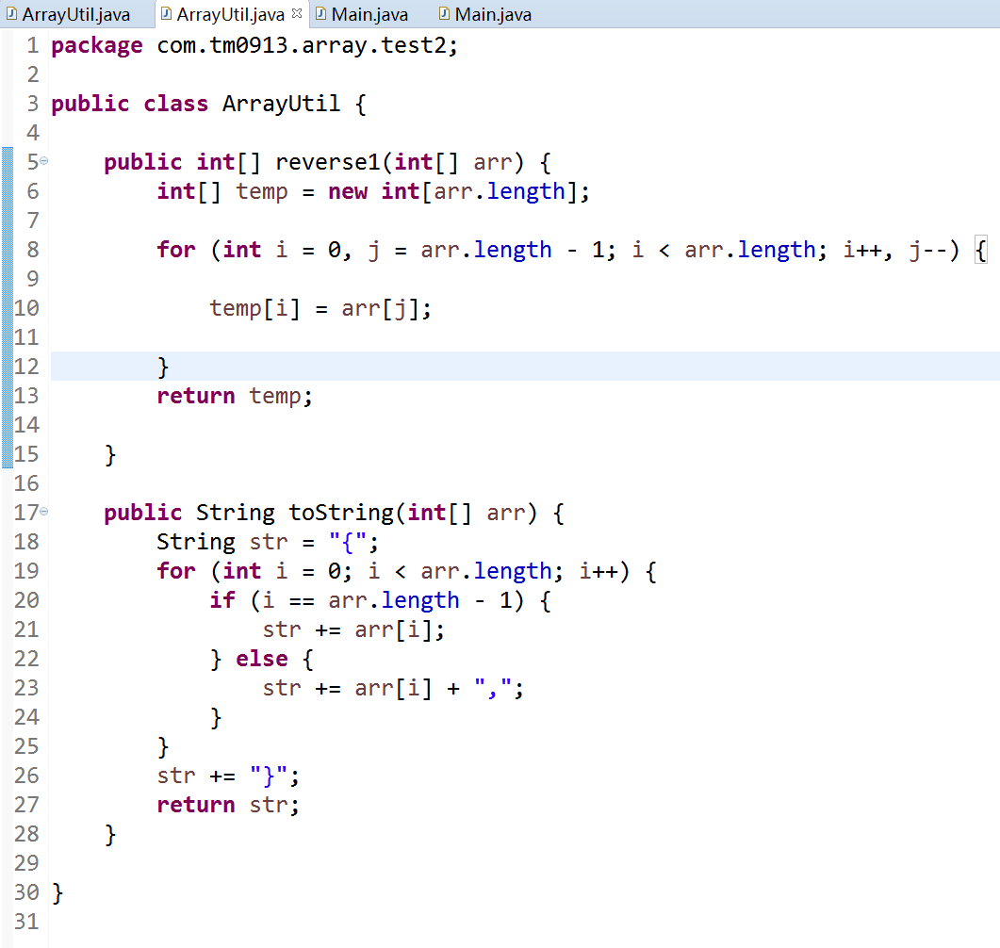 ArrayUtil.java ArrayUtil.java Main.java Main.java
1 package com.tm0913.array.test2;
2
3 public class ArrayUtil {
4
5     public int[] reverse1(int[] arr) {
6         int[] temp = new int[arr.length];
7
8         for (int i = 0, j = arr.length - 1; i < arr.length; i++, j--) {
9
10             temp[i] = arr[j];
11
12         }
13         return temp;
14
15     }
16
17     public String toString(int[] arr) {
18         String str = "{";
19         for (int i = 0; i < arr.length; i++) {
20             if (i == arr.length - 1) {
21                 str += arr[i];
22             } else {
23                 str += arr[i] + ",";
24             }
25         }
26         str += "}";
27         return str;
28     }
29
30 }
31